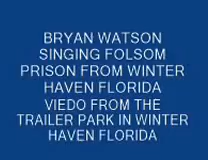 BRYAN WATSON
SINGING FOLSOM
PRISON FROM WINTER
HAVEN FLORIDA
VIEDO FROM THE
TRAILER PARK IN WINTER
HAVEN FLORIDA